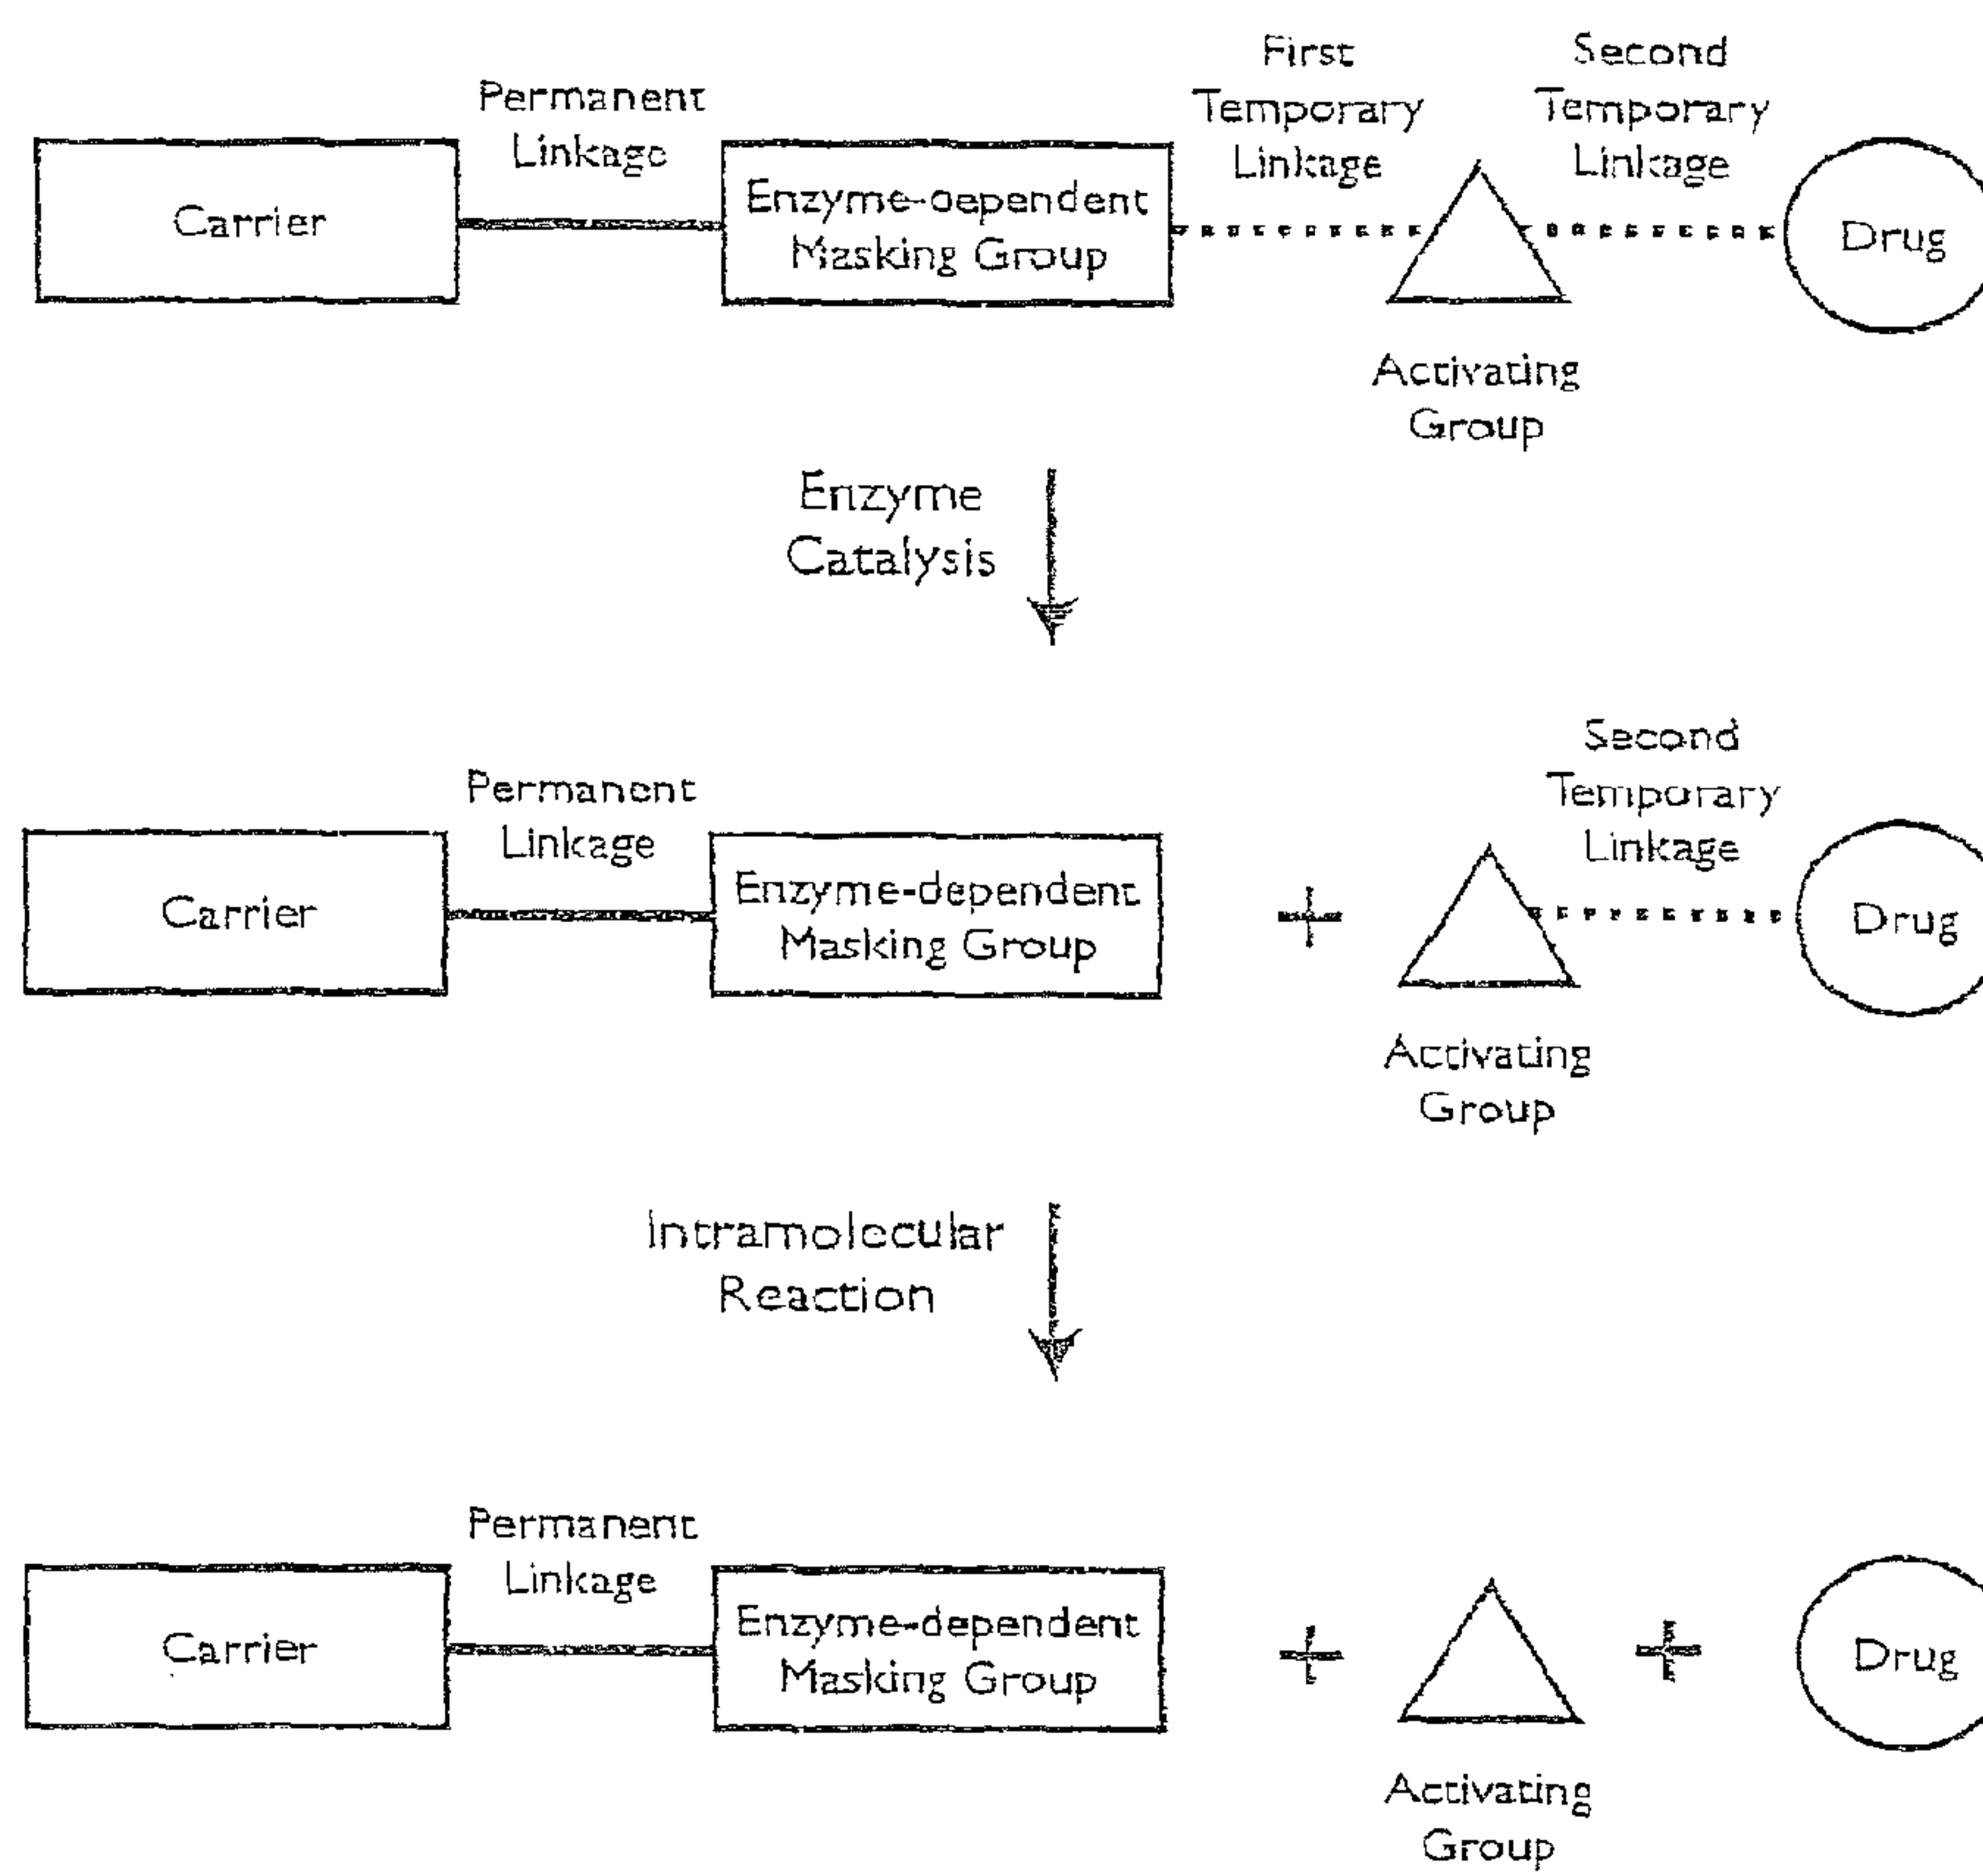 Permanent
Linkage
First
Temporary
Linkage
Second
Temporary
Linkage
Carrier
Enzyme-dependent
Masking Group
Drug
Activating
Group
Enzyme
Catalysis
Permanent
Linkage
Second
Temporary
Linkage
Carrier
Enzyme-dependent
Masking Group
+
Drug
Activating
Group
Intramolecular
Reaction
Permanent
Linkage
Carrier
Enzyme-dependent
Masking Group
+
+
Drug
Activating
Group